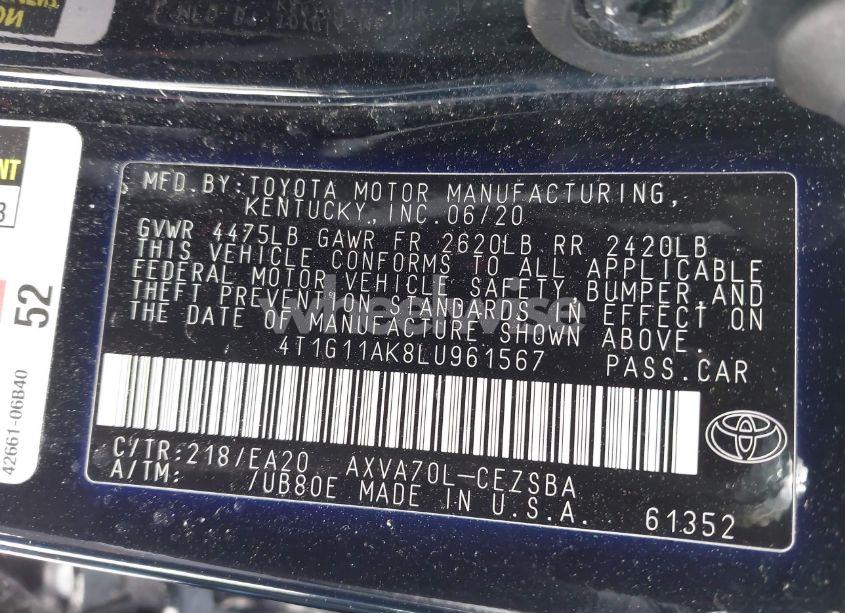 MFD.BY:TOYOTA MOTOR MANUFACTURING,
KENTUCKY, INC. 06/20
GVWR 4475LB GAWR FR 2620LB RR 2420LB
THIS VEHICLE CONFORMS TO ALL APPLICABLE
FEDERAL MOTOR VEHICLE SAFETY, BUMPER, AND
THEFT PREVENTION STANDARDS, IN EFFECT ON
THE DATE OF MANUFACTURE SHOWN ABOVE.
wheelwise
4T1G11AK8LU961567 PASS.CAR
C/TR:218/EA20 AXVA70L-CEZSBA
A/TM: /UB80E MADE IN U.S.A. 61352
52
42661-06B40